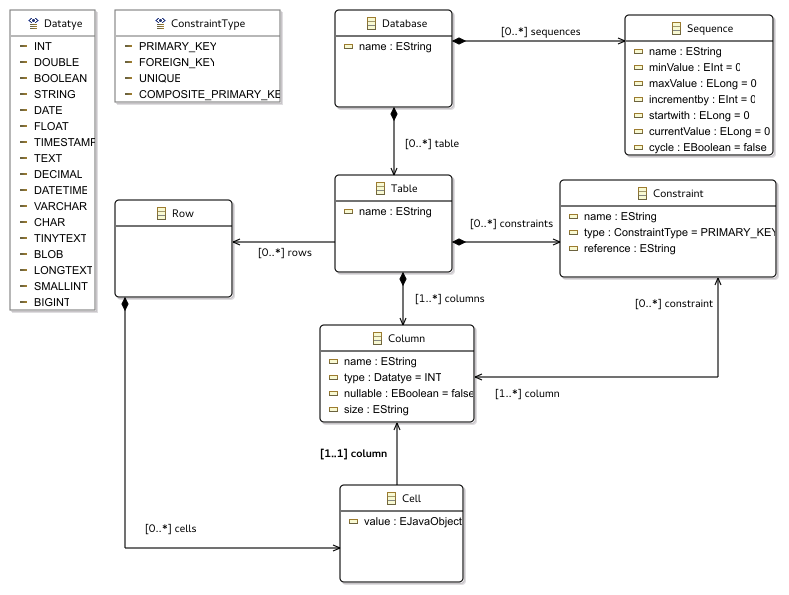 Datatye
INT
DOUBLE
BOOLEAN
STRING
DATE
FLOAT
TIMESTAMP
TEXT
DECIMAL
DATETIME
VARCHAR
CHAR
TINYTEXT
BLOB
LONGTEXT
SMALLINT
BIGINT
ConstraintType
PRIMARY_KEY
FOREIGN_KEY
UNIQUE
COMPOSITE_PRIMARY_KE
Database
name : EString
[0..*] sequences
Sequence
name : EString
minValue : EInt = 0
maxValue : ELong = 0
incrementby : EInt = 0
startwith : ELong = 0
currentValue : ELong = 0
cycle : EBoolean = false
[0..*] table
Table
name : EString
[0..*] constraints
Constraint
name : EString
type : ConstraintType = PRIMARY_KEY
reference : EString
Row
[0..*] rows
[1..*] columns
[0..*] constraint
Column
name : EString
type : Datatye = INT
nullable : EBoolean = false
size : EString
[1..*] column
[1..1] column
Cell
value : EJavaObject
[0..*] cells